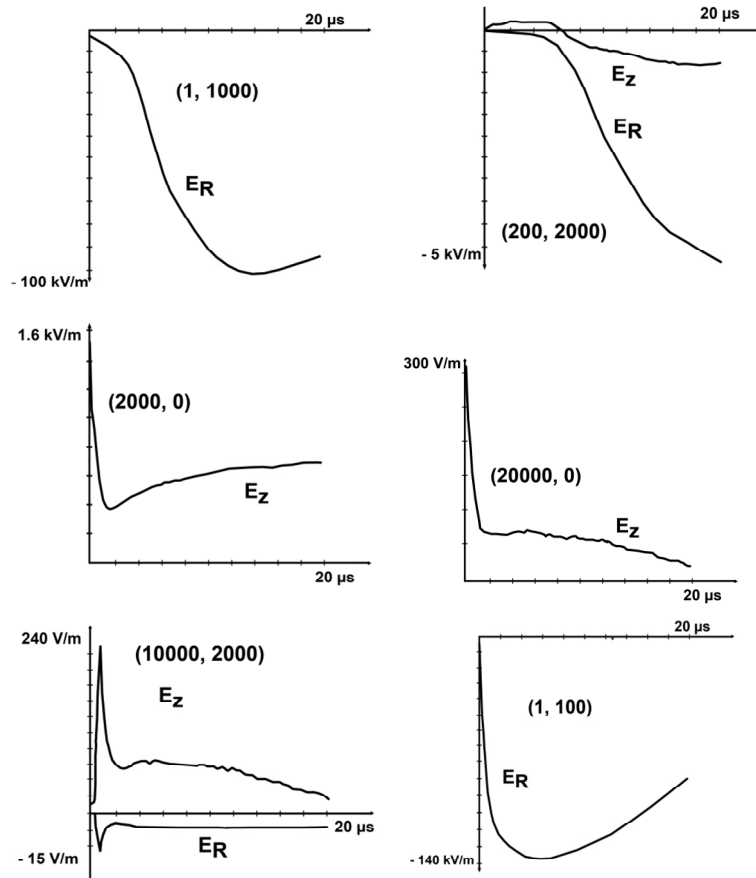 20 µs
(1, 1000)
E_R
- 100 kV/m
20 µs
E_z
E_R
(200, 2000)
- 5 kV/m
1.6 kV/m
(2000, 0)
E_z
20 µs
300 V/m
(20000, 0)
E_z
20 µs
240 V/m
(10000, 2000)
E_z
20 µs
E_R
- 15 V/m
20 µs
(1, 100)
E_R
- 140 kV/m